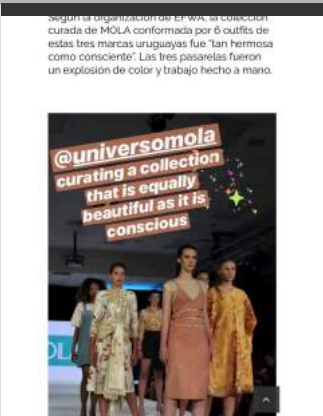 Según la organización de EFWA, la colección
curada de MOLA conformada por 6 outfits de
estas tres marcas uruguayas fue "tan hermosa
como consciente". Las tres pasarelas fueron
un explosión de color y trabajo hecho a mano.
@universomola
curating a collection
that is equally
beautiful as it is
conscious
OL